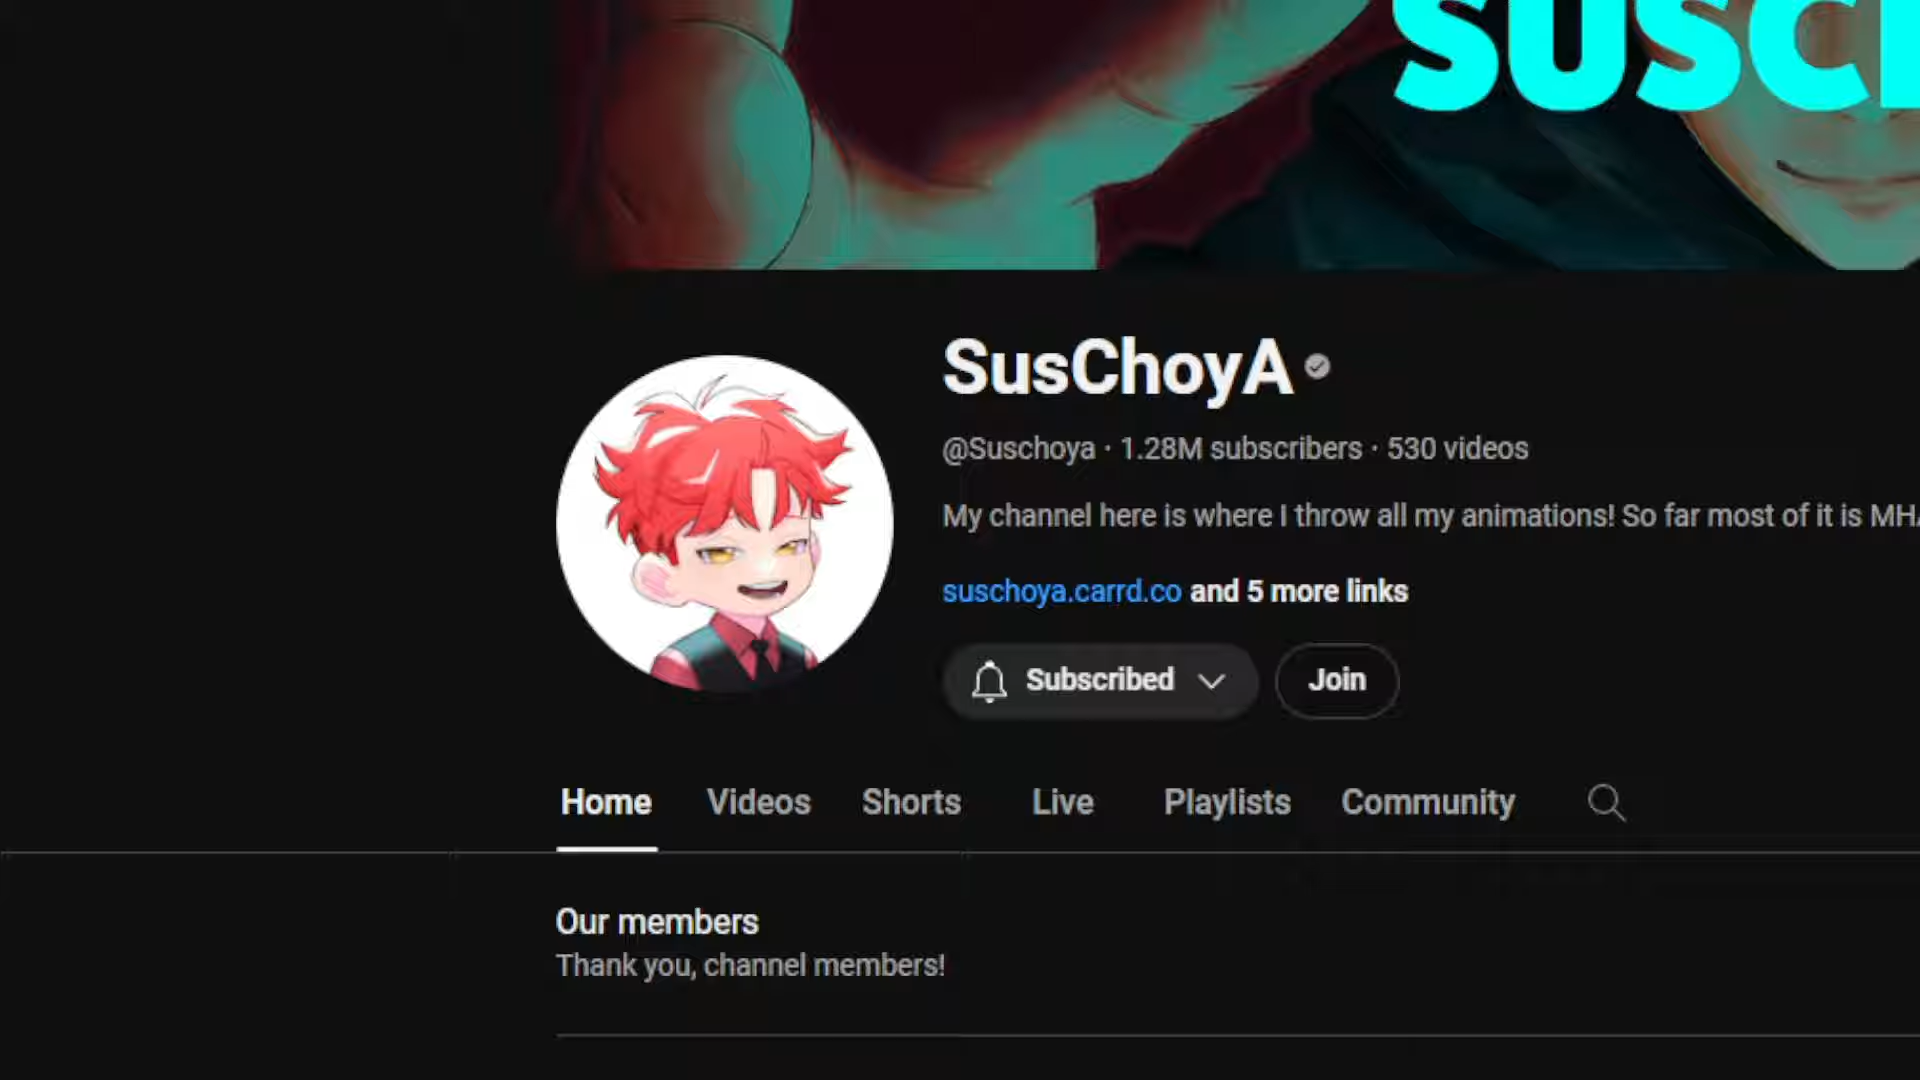 SUSC
SusChoyA
@Suschoya · 1.28M subscribers · 530 videos
My channel here is where I throw all my animations! So far most of it is MH
suschoya.carrd.co and 5 more links
Subscribed Join
Home Videos Shorts Live Playlists Community
Our members
Thank you, channel members!